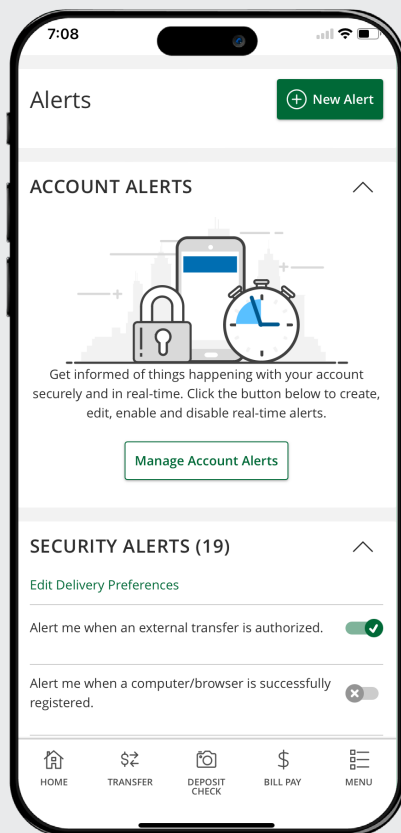 7:08
Alerts
New Alert
ACCOUNT ALERTS
Get informed of things happening with your account
securely and in real-time. Click the button below to create,
edit, enable and disable real-time alerts.
Manage Account Alerts
SECURITY ALERTS (19)
Edit Delivery Preferences
Alert me when an external transfer is authorized.
Alert me when a computer/browser is successfully
registered.
HOME
TRANSFER
DEPOSIT
CHECK
BILL PAY
MENU